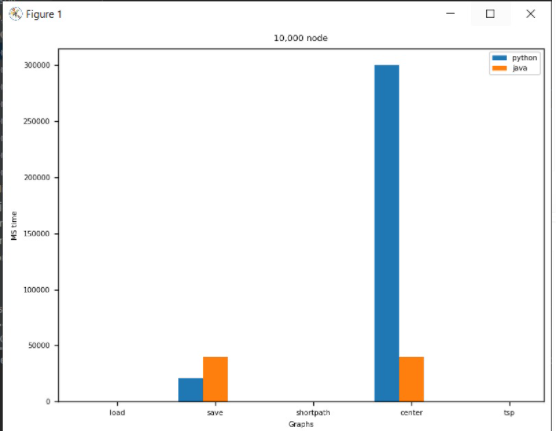 Figure 1
10,000 node
python
java
300000
250000
200000
150000
100000
50000
0
MS time
load save shortpath center tsp
Graphs